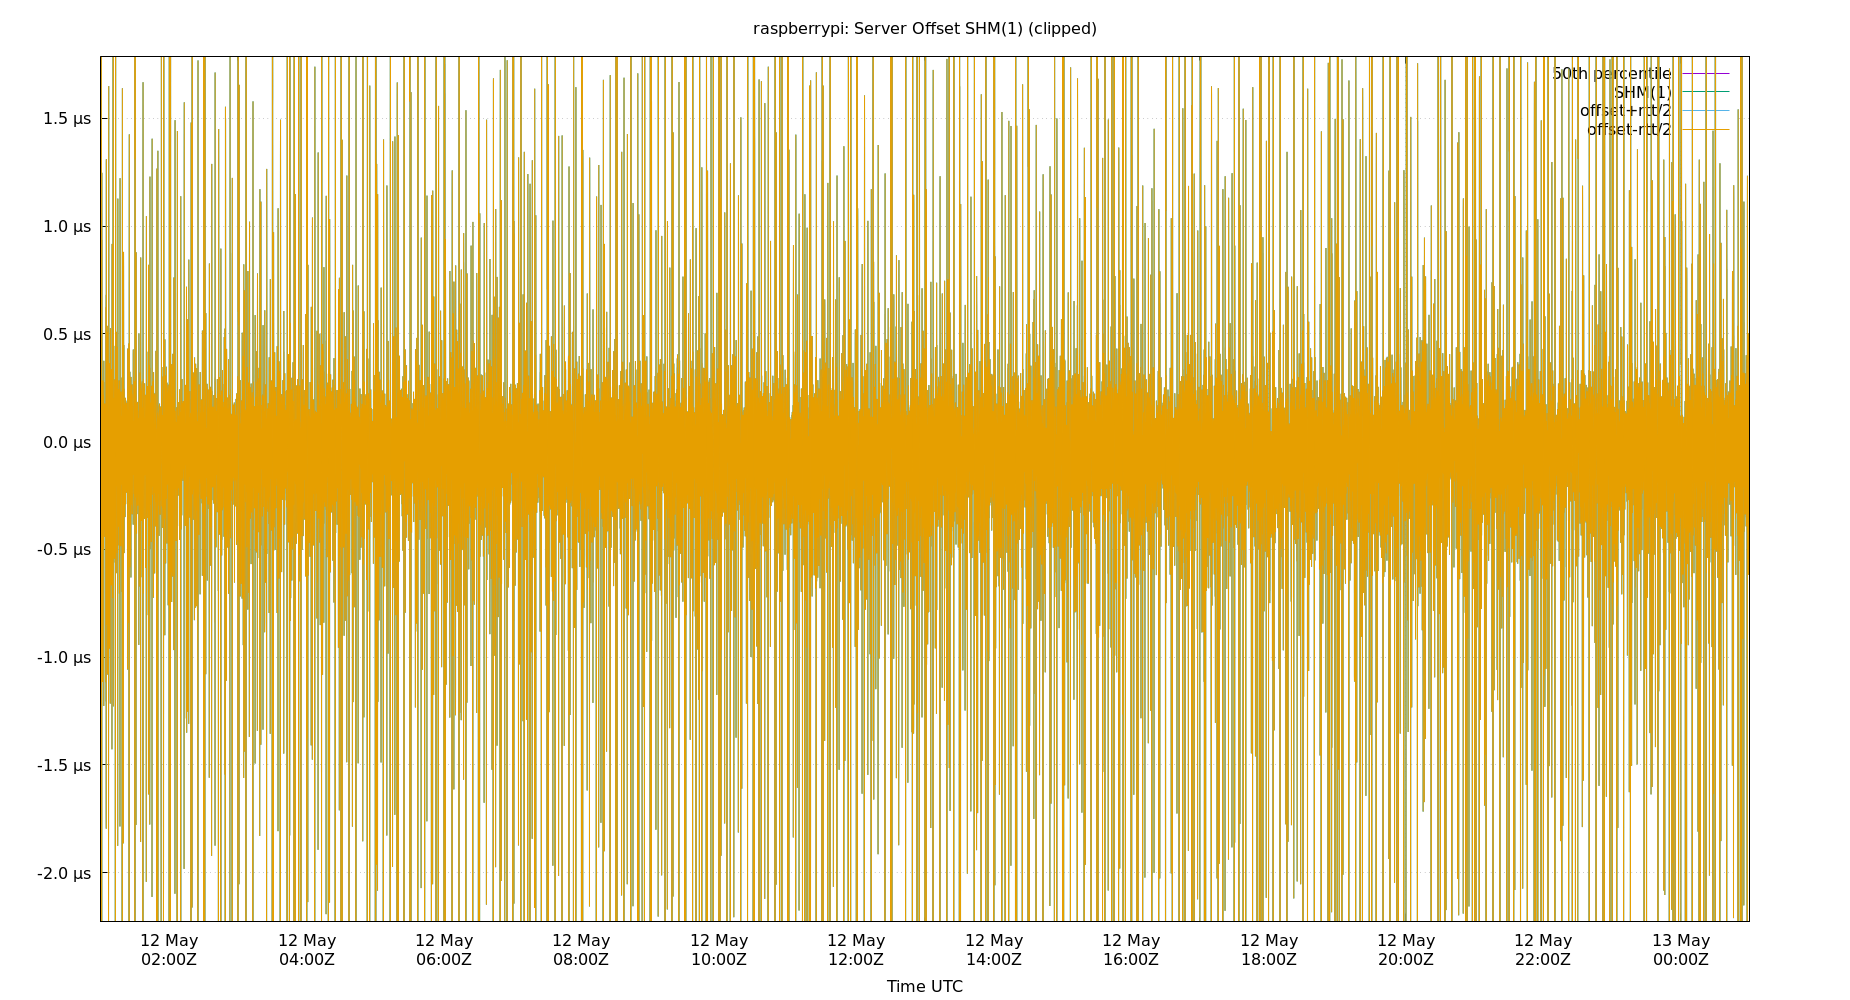 raspberrypi: Server Offset SHM(1) (clipped)
50th percentile
SHM(1)
offset+rtt/2
offset-rtt/2
1.5 µs
1.0 µs
0.5 µs
0.0 µs
-0.5 µs
-1.0 µs
-1.5 µs
-2.0 µs
12 May 12 May 12 May 12 May 12 May 12 May 12 May 12 May 12 May 12 May 12 May 13 May
02:00Z 04:00Z 06:00Z 08:00Z 10:00Z 12:00Z 14:00Z 16:00Z 18:00Z 20:00Z 22:00Z 00:00Z
Time UTC